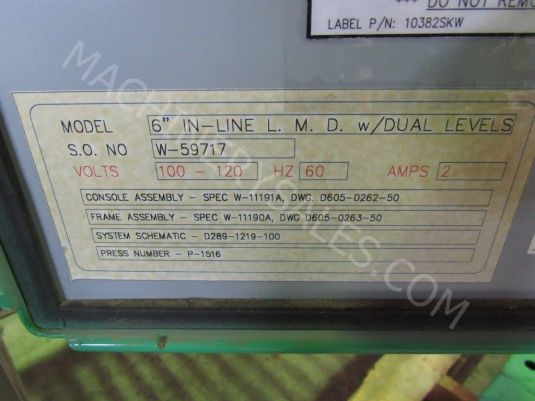 *** DO NOT REMO
LABEL P/N: 10382SKW
MODEL 6" IN-LINE L. M. D. w/DUAL LEVELS
S.O. NO W-59717
VOLTS 100 - 120 HZ 60 AMPS 2
CONSOLE ASSEMBLY - SPEC W-11191A, DWG. D605-0262-50
FRAME ASSEMBLY - SPEC W-11190A, DWG D605-0263-50
SYSTEM SCHEMATIC - D289-1219-100
PRESS NUMBER - P-1516
MACHINERYSALES.COM